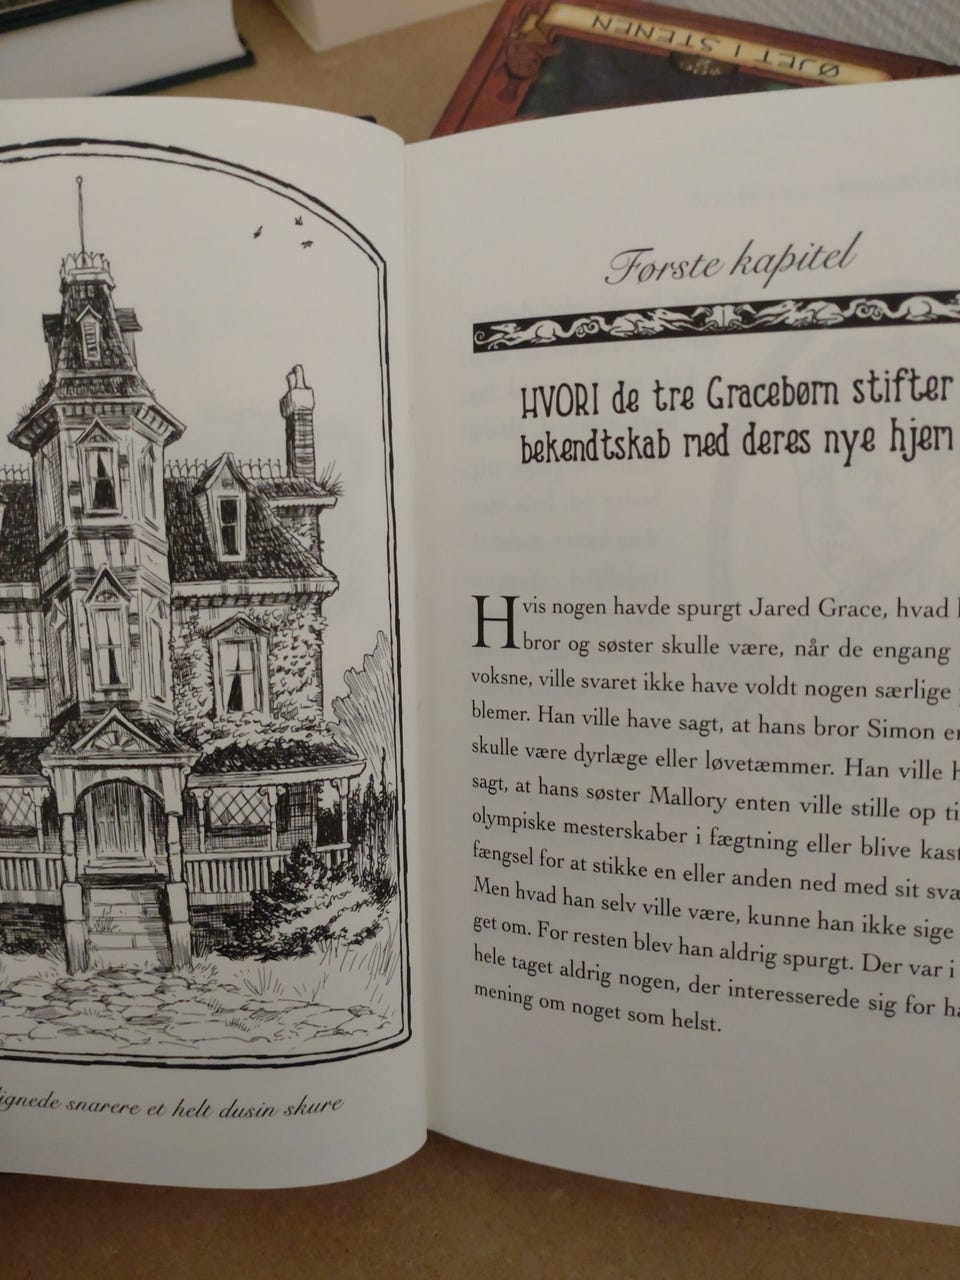 ØJET I STENEN
snarere et helt dusin skure
Første kapitel
HVORI de tre Gracebørn stifter
bekendtskab med deres nye hjem
Hvis nogen havde spurgt Jared Grace, hvad
bror og søster skulle være, når de engang
voksne, ville svaret ikke have voldt nogen særlige
blemer. Han ville have sagt, at hans bror Simon
skulle være dyrlæge eller løvetæmmer. Han ville
sagt, at hans søster Mallory enten ville stille op
olympiske mesterskaber i fægtning eller blive
fængsel for at stikke en eller anden ned med sit
Men hvad han selv ville være, kunne han ikke sige
get om. For resten blev han aldrig spurgt. Der var i
hele taget aldrig nogen, der interesserede sig for
mening om noget som helst.